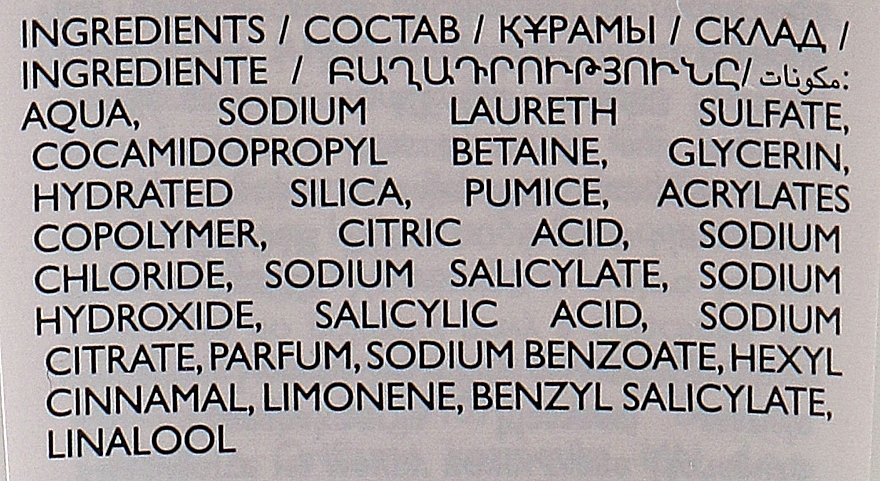 INGREDIENTS / СОСТАВ / ҚҰРАМЫ / СКЛАД /
INGREDIENTE / ԲԱՂԱԴՐՈՒԹՅՈՒՆԸ/ مكونات:
AQUA, SODIUM LAURETH SULFATE,
COCAMIDOPROPYL BETAINE, GLYCERIN,
HYDRATED SILICA, PUMICE, ACRYLATES
COPOLYMER, CITRIC ACID, SODIUM
CHLORIDE, SODIUM SALICYLATE, SODIUM
HYDROXIDE, SALICYLIC ACID, SODIUM
CITRATE, PARFUM, SODIUM BENZOATE, HEXYL
CINNAMAL, LIMONENE, BENZYL SALICYLATE,
LINALOOL